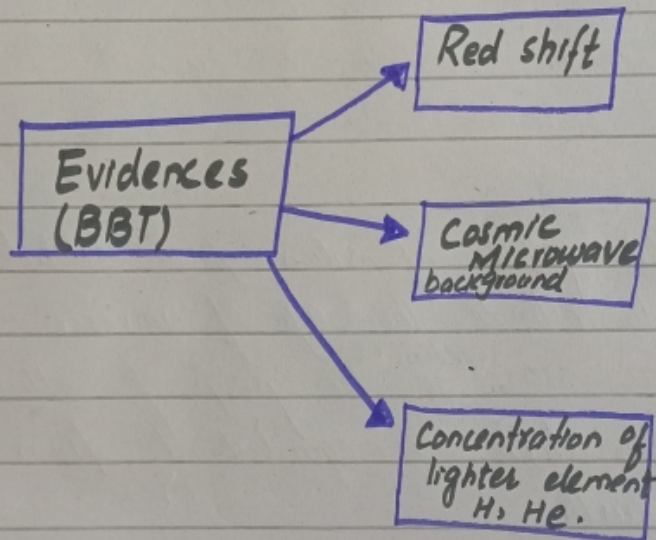 Red shift
Evidences
(BBT)
Cosmic
Microwave
background
Concentration of
lighter element
H, He.